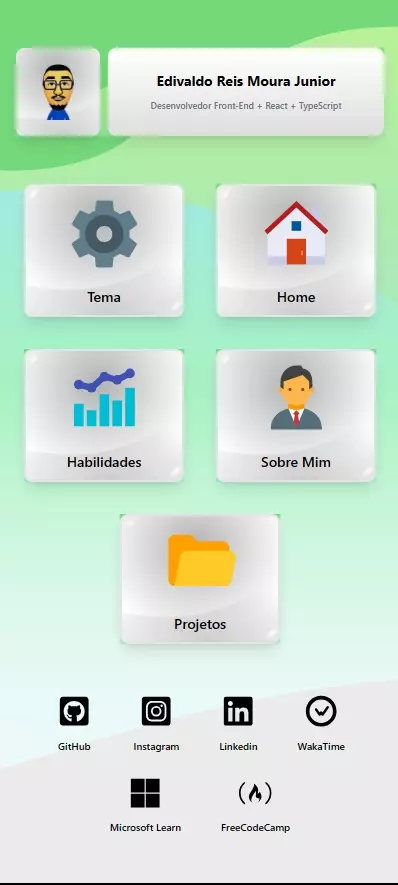 Edivaldo Reis Moura Junior
Desenvolvedor Front-End + React + TypeScript
Tema
Home
Habilidades
Sobre Mim
Projetos
GitHub
Instagram
Linkedin
WakaTime
Microsoft Learn
FreeCodeCamp